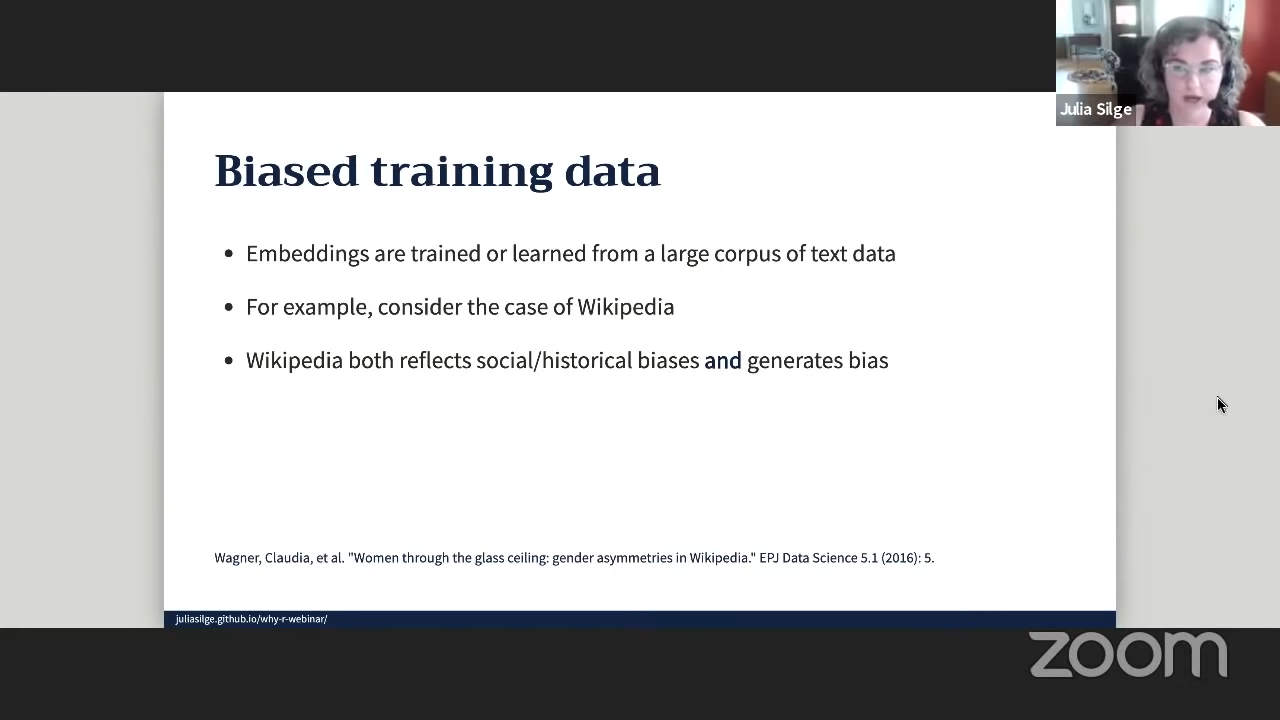 Julia Silge
Biased training data
Embeddings are trained or learned from a large corpus of text data
For example, consider the case of Wikipedia
Wikipedia both reflects social/historical biases and generates bias
Wagner, Claudia, et al. "Women through the glass ceiling: gender asymmetries in Wikipedia." EPJ Data Science 5.1 (2016): 5.
juliasilge.github.io/why-r-webinar/
zoom